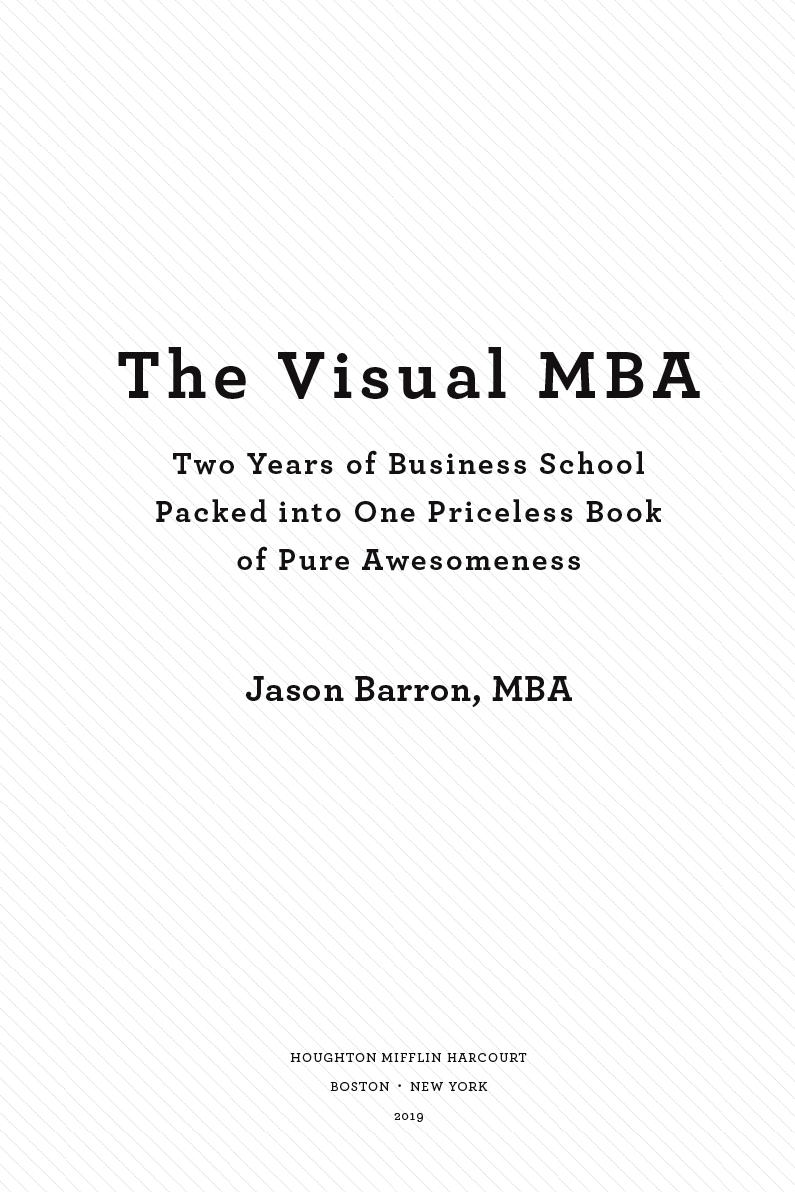 The Visual MBA
Two Years of Business School
Packed into One Priceless Book
of Pure Awesomeness
Jason Barron, MBA
HOUGHTON MIFFLIN HARCOURT
BOSTON • NEW YORK
2019